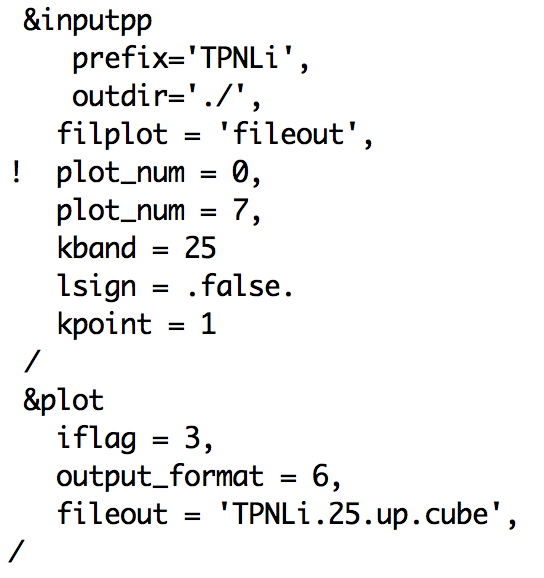 &inputpp
prefix='TPNLi',
outdir='./',
filplot = 'fileout',
! plot_num = 0,
plot_num = 7,
kband = 25
lsign = .false.
kpoint = 1
/
&plot
iflag = 3,
output_format = 6,
fileout = 'TPNLi.25.up.cube',
/